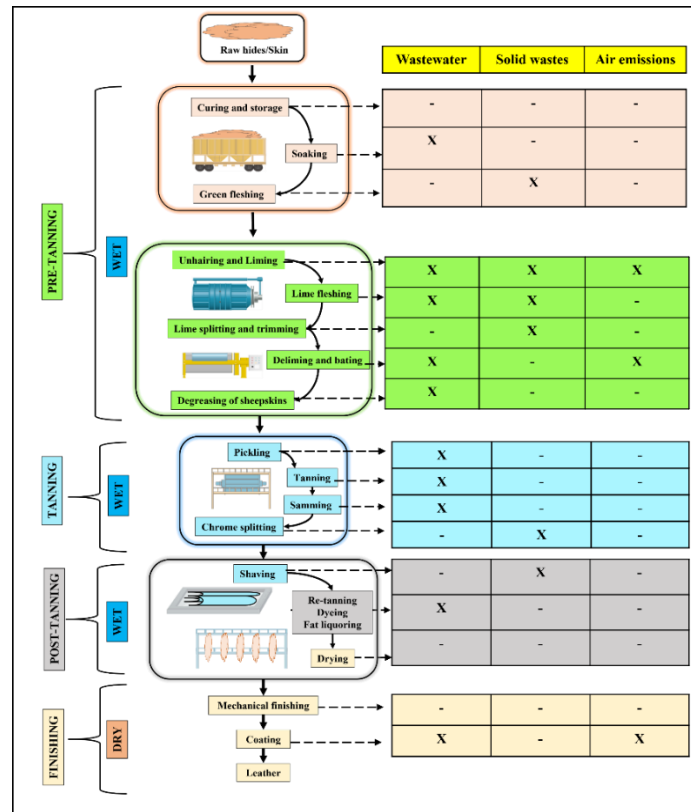 Raw hides/Skin
Wastewater Solid wastes Air emissions
PRE-TANNING
WET
Curing and storage
- - -
Soaking
X - -
Green fleshing
- X -
Unhairing and Liming
X X X
Lime fleshing
X X -
Lime splitting and trimming
- X -
Deliming and bating
X - X
Degreasing of sheepskins
X - -
TANNING
WET
Pickling
X - -
Tanning
X - -
Samming
X - -
Chrome splitting
- X -
POST-TANNING
WET
Shaving
- X -
Re-tanning
Dyeing
Fat liquoring
X - -
Drying
- - -
FINISHING
DRY
Mechanical finishing
- - -
Coating
X - X
Leather